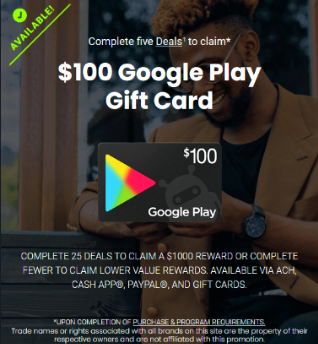 AVAILABLE!
Complete five Deals¹ to claim*
$100 Google Play
Gift Card
$100
Google Play
COMPLETE 25 DEALS TO CLAIM A $1000 REWARD OR COMPLETE
FEWER TO CLAIM LOWER VALUE REWARDS. AVAILABLE VIA ACH,
CASH APP®, PAYPAL®, AND GIFT CARDS.
*UPON COMPLETION OF PURCHASE & PROGRAM REQUIREMENTS.
Trade names or rights associated with all brands on this site are the property of their
respective owners and are not affiliated with this promotion.